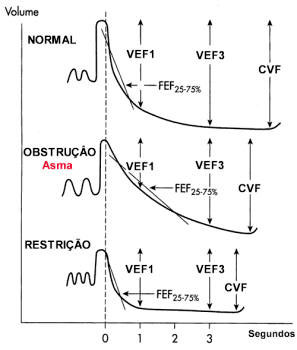 Volume
NORMAL
VEF1
VEF3
CVF
FEF25-75%
OBSTRUÇÃO
Asma
VEF1
VEF3
CVF
FEF25-75%
RESTRIÇÃO
VEF1
VEF3
CVF
FEF25-75%
0 1 2 3 Segundos